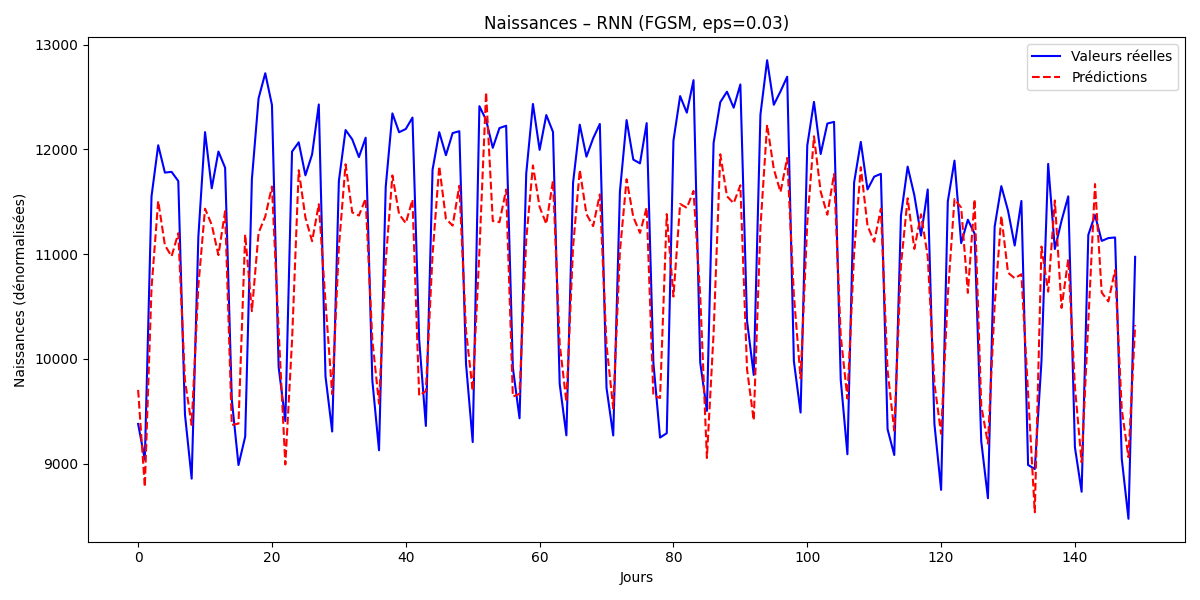 Naissances – RNN (FGSM, eps=0.03)
Valeurs réelles
Prédictions
Naissances (dénormalisées)
13000
12000
11000
10000
9000
0 20 40 60 80 100 120 140
Jours